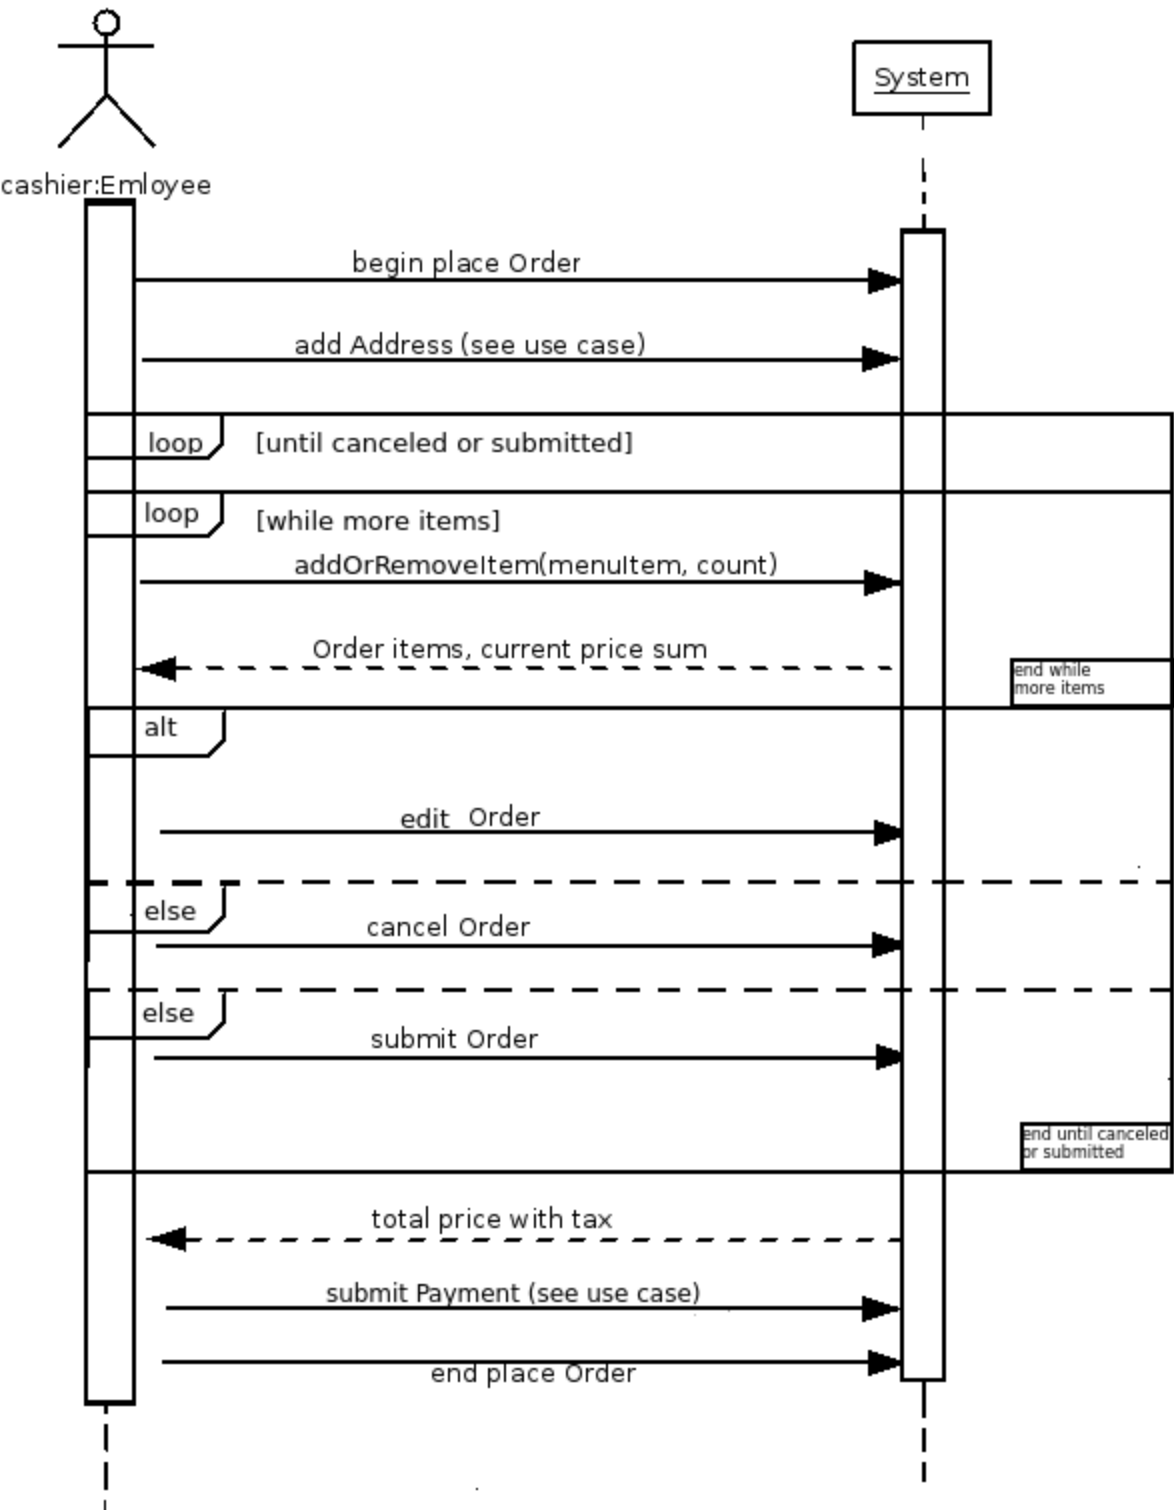 System
cashier:Emloyee
begin place Order
add Address (see use case)
loop [until canceled or submitted]
loop [while more items]
addOrRemoveItem(menuItem, count)
Order items, current price sum
end while
more items
alt
edit Order
else
cancel Order
else
submit Order
end until canceled
or submitted
total price with tax
submit Payment (see use case)
end place Order